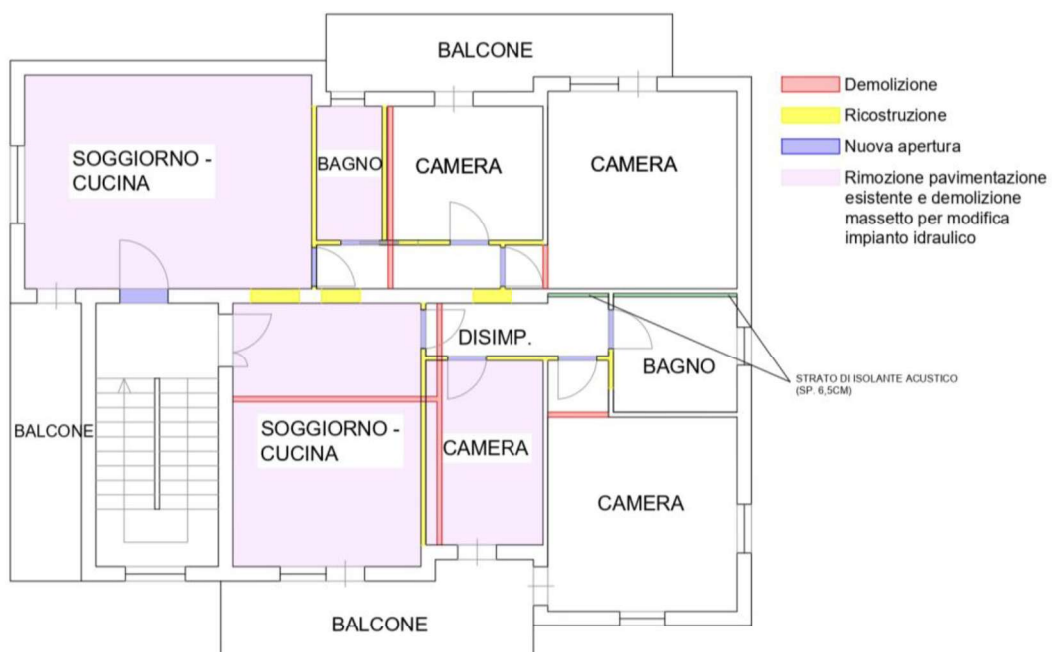 BALCONE
Demolizione
Ricostruzione
Nuova apertura
Rimozione pavimentazione
esistente e demolizione
massetto per modifica
impianto idraulico
SOGGIORNO -
CUCINA
BAGNO
CAMERA
CAMERA
DISIMP.
BAGNO
STRATO DI ISOLANTE ACUSTICO
(SP. 6,5CM)
BALCONE
SOGGIORNO -
CUCINA
CAMERA
CAMERA
BALCONE